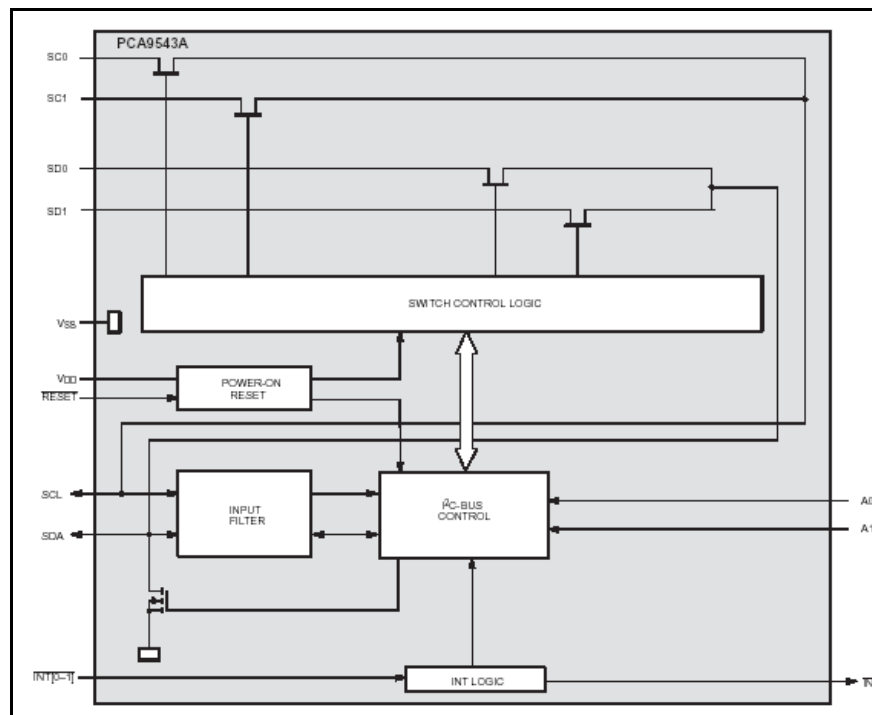 PCA9543A
SC0
SC1
SD0
SD1
SWITCH CONTROL LOGIC
VSS
VDD
POWER-ON
RESET
RESET
SCL
INPUT
FILTER
I²C-BUS
CONTROL
A0
SDA
A1
INT[0–1]
INT LOGIC